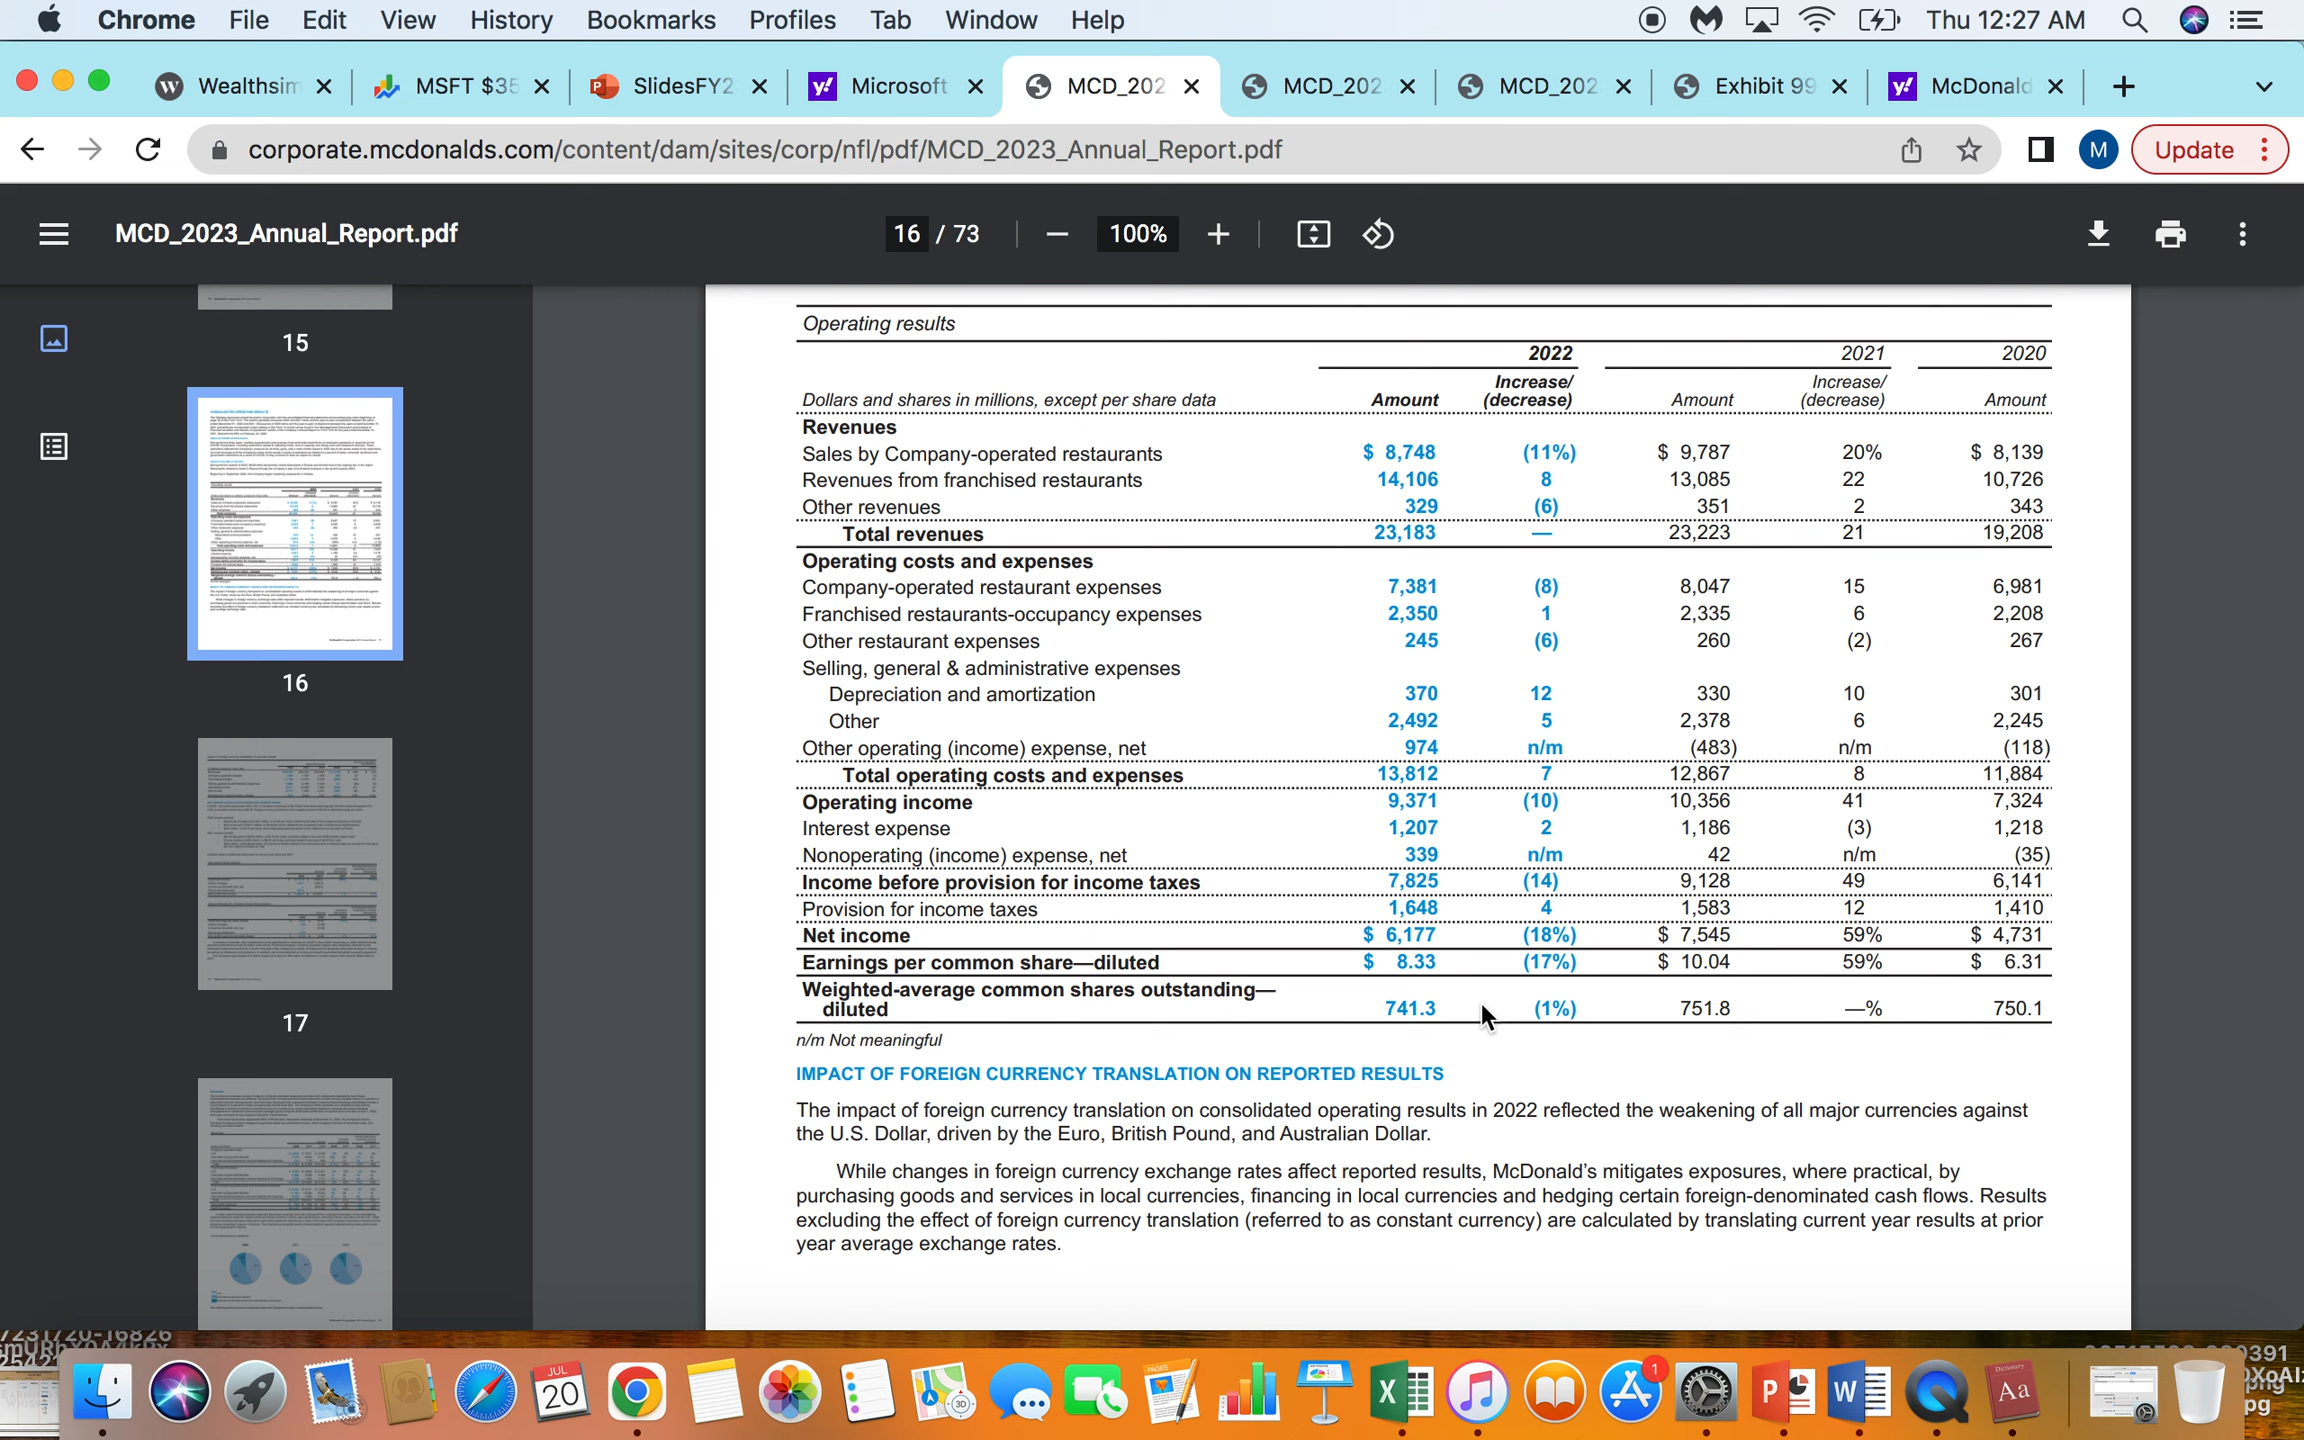 Chrome File Edit View History Bookmarks Profiles Tab Window Help Thu 12:27 AM
Wealthsim MSFT $35 SlidesFY2 Microsoft MCD_202 MCD_202 MCD_202 Exhibit 99 McDonald
corporate.mcdonalds.com/content/dam/sites/corp/nfl/pdf/MCD_2023_Annual_Report.pdf M Update
MCD_2023_Annual_Report.pdf 16 / 73 100%
15
16
17
Operating results
2022 2021 2020
Increase/ Increase/
Dollars and shares in millions, except per share data Amount (decrease) Amount (decrease) Amount
Revenues
Sales by Company-operated restaurants $ 8,748 (11%) $ 9,787 20% $ 8,139
Revenues from franchised restaurants 14,106 8 13,085 22 10,726
Other revenues 329 (6) 351 2 343
Total revenues 23,183 — 23,223 21 19,208
Operating costs and expenses
Company-operated restaurant expenses 7,381 (8) 8,047 15 6,981
Franchised restaurants-occupancy expenses 2,350 1 2,335 6 2,208
Other restaurant expenses 245 (6) 260 (2) 267
Selling, general & administrative expenses
Depreciation and amortization 370 12 330 10 301
Other 2,492 5 2,378 6 2,245
Other operating (income) expense, net 974 n/m (483) n/m (118)
Total operating costs and expenses 13,812 7 12,867 8 11,884
Operating income 9,371 (10) 10,356 41 7,324
Interest expense 1,207 2 1,186 (3) 1,218
Nonoperating (income) expense, net 339 n/m 42 n/m (35)
Income before provision for income taxes 7,825 (14) 9,128 49 6,141
Provision for income taxes 1,648 4 1,583 12 1,410
Net income $ 6,177 (18%) $ 7,545 59% $ 4,731
Earnings per common share—diluted $ 8.33 (17%) $ 10.04 59% $ 6.31
Weighted-average common shares outstanding—
diluted 741.3 (1%) 751.8 —% 750.1
n/m Not meaningful
IMPACT OF FOREIGN CURRENCY TRANSLATION ON REPORTED RESULTS
The impact of foreign currency translation on consolidated operating results in 2022 reflected the weakening of all major currencies against
the U.S. Dollar, driven by the Euro, British Pound, and Australian Dollar.
While changes in foreign currency exchange rates affect reported results, McDonald's mitigates exposures, where practical, by
purchasing goods and services in local currencies, financing in local currencies and hedging certain foreign-denominated cash flows. Results
excluding the effect of foreign currency translation (referred to as constant currency) are calculated by translating current year results at prior
year average exchange rates.
JUL
20
3D
PAGES
X
1
P
W
Dictionary
Aa